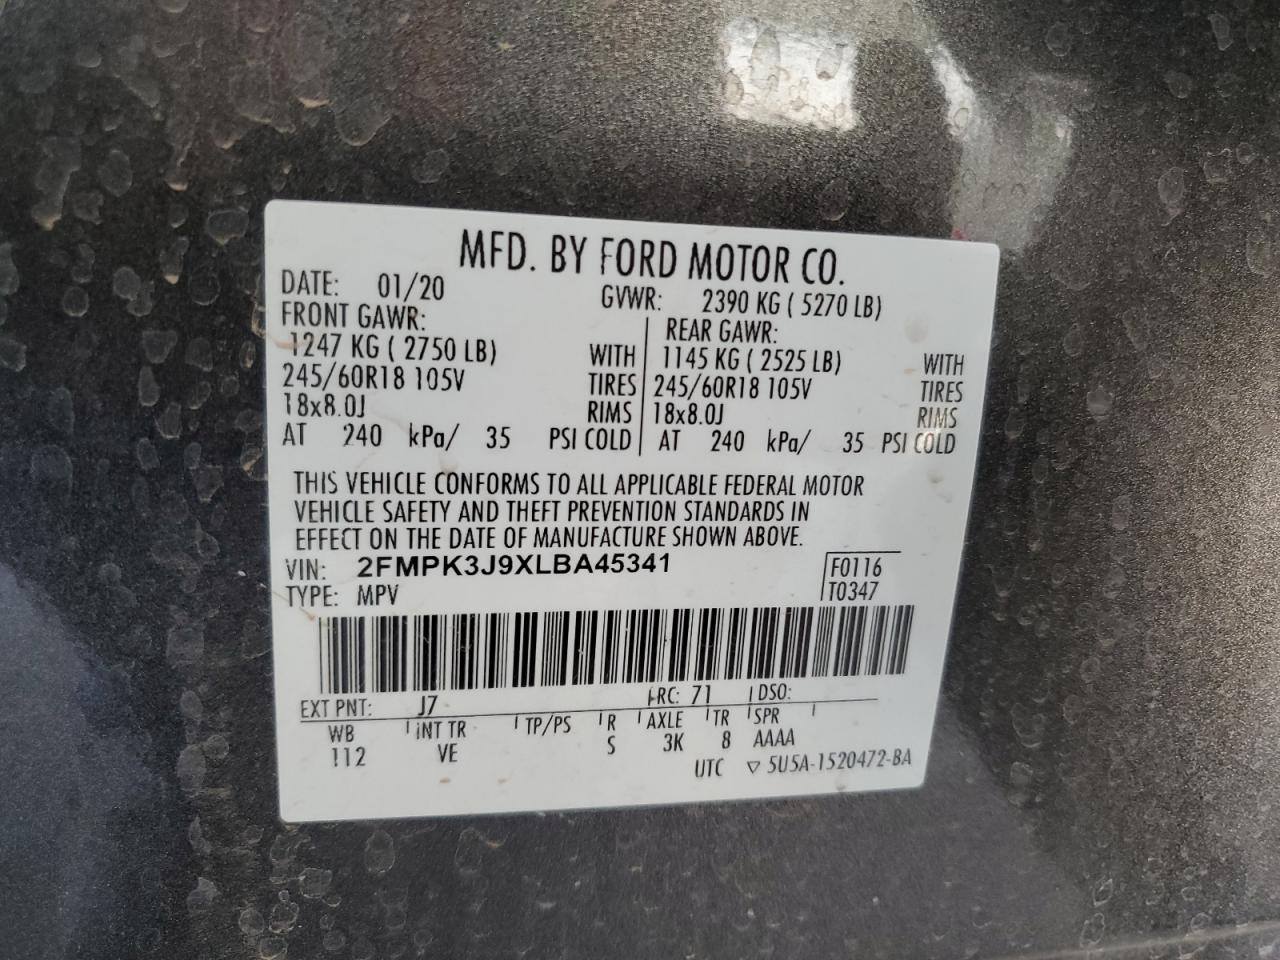 MFD. BY FORD MOTOR CO.
DATE: 01/20 GVWR: 2390 KG ( 5270 LB)
FRONT GAWR: REAR GAWR:
1247 KG ( 2750 LB) WITH 1145 KG ( 2525 LB) WITH
245/60R18 105V TIRES 245/60R18 105V TIRES
18x8.0J RIMS 18x8.0J RIMS
AT 240 kPa/ 35 PSI COLD AT 240 kPa/ 35 PSI COLD
THIS VEHICLE CONFORMS TO ALL APPLICABLE FEDERAL MOTOR
VEHICLE SAFETY AND THEFT PREVENTION STANDARDS IN
EFFECT ON THE DATE OF MANUFACTURE SHOWN ABOVE.
VIN: 2FMPK3J9XLBA45341 F0116
TYPE: MPV T0347
EXT PNT: J7 RC: 71 DSO:
WB INT TR TP/PS R AXLE TR SPR
112 VE S 3K 8 AAAA
UTC ▽ 5U5A-1520472-BA